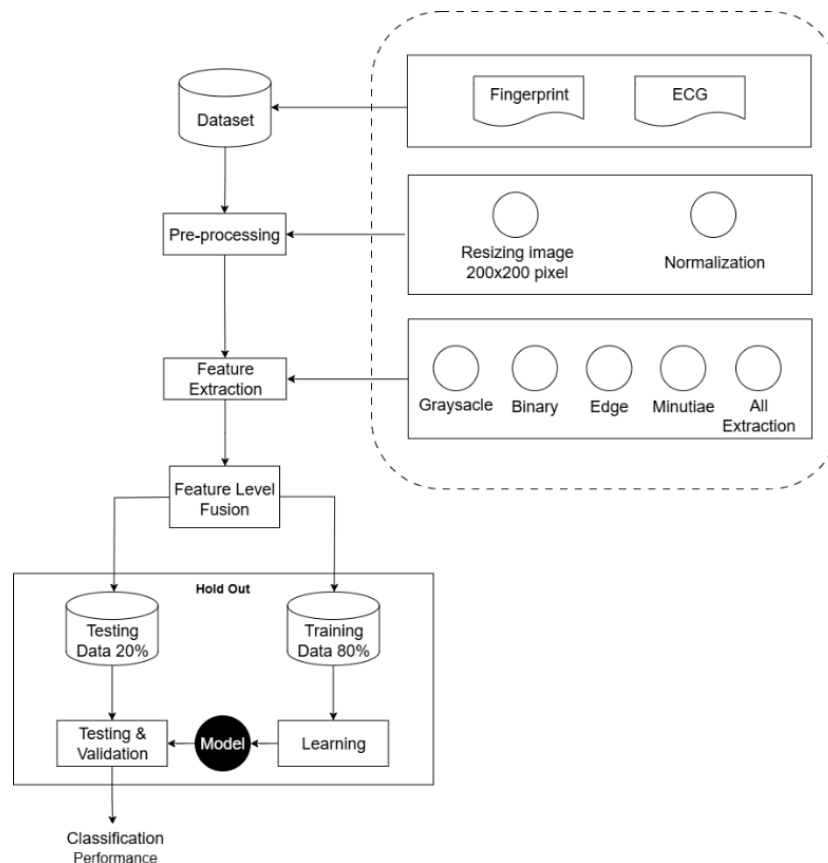 Fingerprint
ECG
Dataset
Pre-processing
Resizing image
200x200 pixel
Normalization
Feature
Extraction
Graysacle
Binary
Edge
Minutiae
All
Extraction
Feature Level
Fusion
Hold Out
Testing
Data 20%
Training
Data 80%
Testing &
Validation
Model
Learning
Classification
Performance